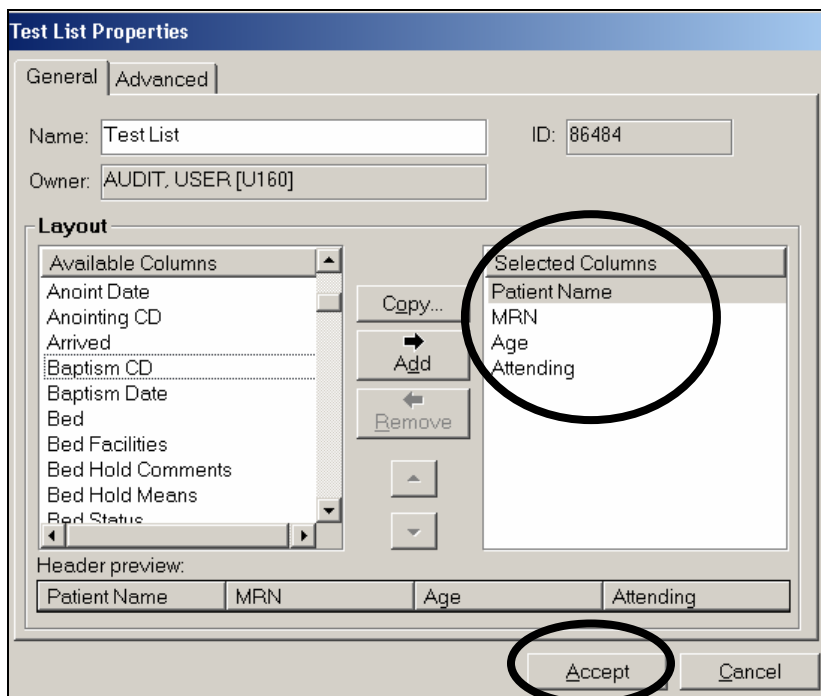 Test List Properties
General Advanced
Name: Test List ID: 86484
Owner: AUDIT, USER [U160]
Layout
Available Columns
Anoint Date
Anointing CD
Arrived
Baptism CD
Baptism Date
Bed
Bed Facilities
Bed Hold Comments
Bed Hold Means
Bed Status
Copy...
Add
Remove
Selected Columns
Patient Name
MRN
Age
Attending
Header preview:
Patient Name MRN Age Attending
Accept Cancel